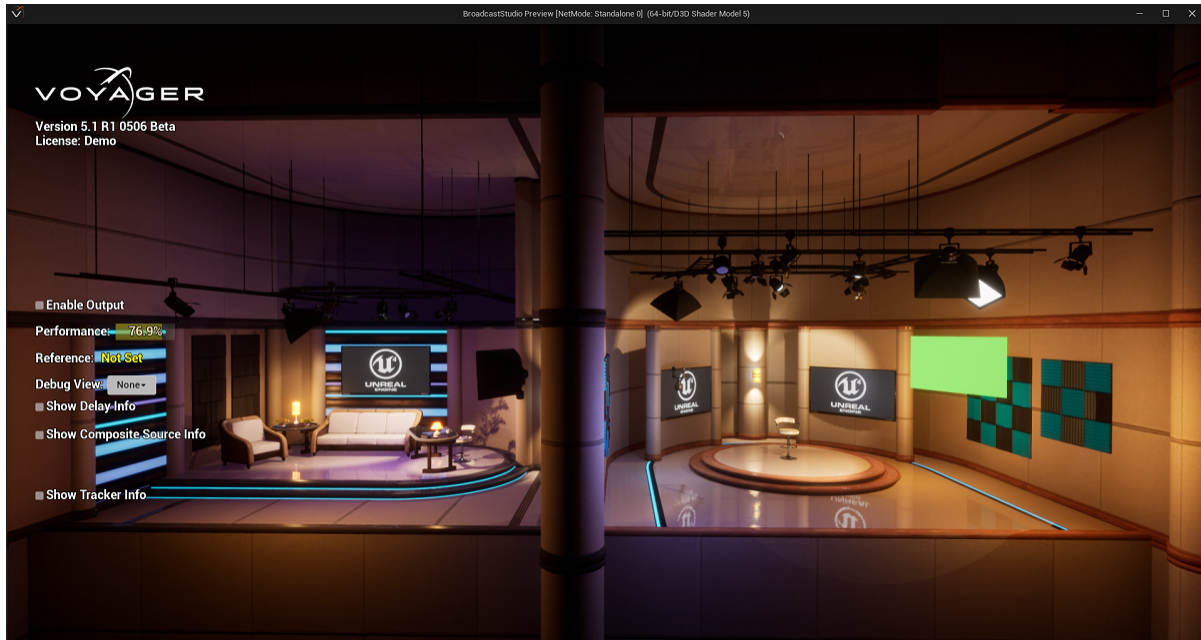 BroadcastStudio Preview [NetMode: Standalone 0] (64-bit/D3D Shader Model 5)
VOYAGER
Version 5.1 R1 0506 Beta
License: Demo
Enable Output
Performance: 76.9%
Reference: Not Set
Debug View: None
Show Delay Info
Show Composite Source Info
Show Tracker Info
UNREAL
ENGINE
UNREAL
ENGINE
UNREAL
ENGINE